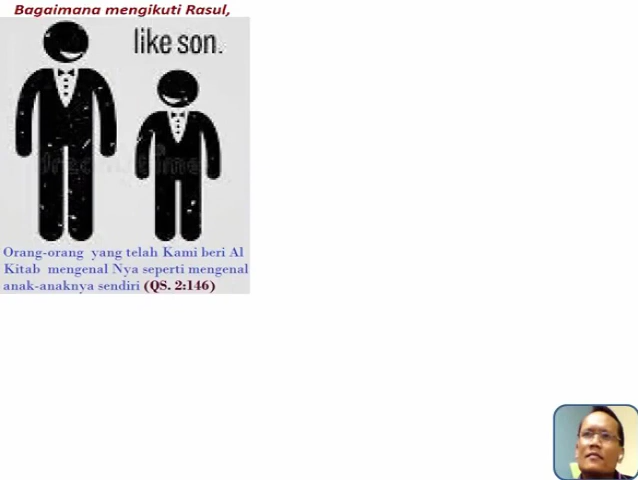 Bagaimana mengikuti Rasul,
like son.
Orang-orang yang telah Kami beri Al
Kitab mengenal Nya seperti mengenal
anak-anaknya sendiri (QS. 2:146)